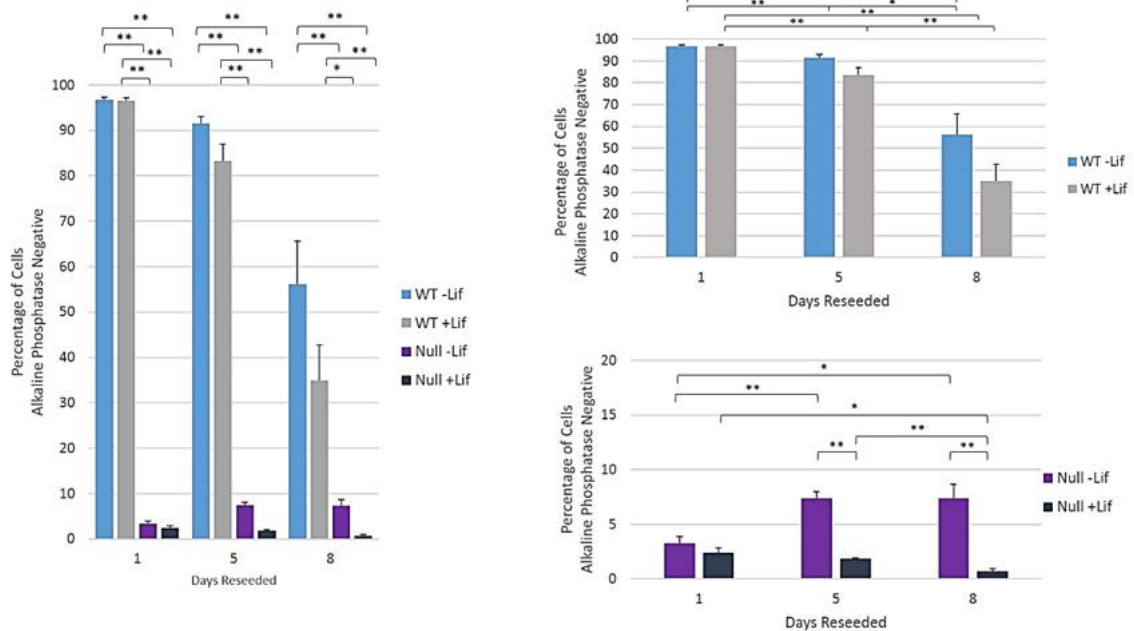 ** **
** ** **
** ** **
** ** **
** ** *
100
90
80
70
60
50
40
30
20
10
0
1 5 8
Days Reseeded
Percentage of Cells
Alkaline Phosphatase Negative
WT -Lif
WT +Lif
Null -Lif
Null +Lif
** *
**
** **
100
90
80
70
60
50
40
30
20
10
0
1 5 8
Days Reseeded
Percentage of Cells
Alkaline Phosphatase Negative
WT -Lif
WT +Lif
20
15
10
5
0
*
**
*
**
** **
1 5 8
Days Reseeded
Percentage of Cells
Alkaline Phosphatase Negative
Null -Lif
Null +Lif